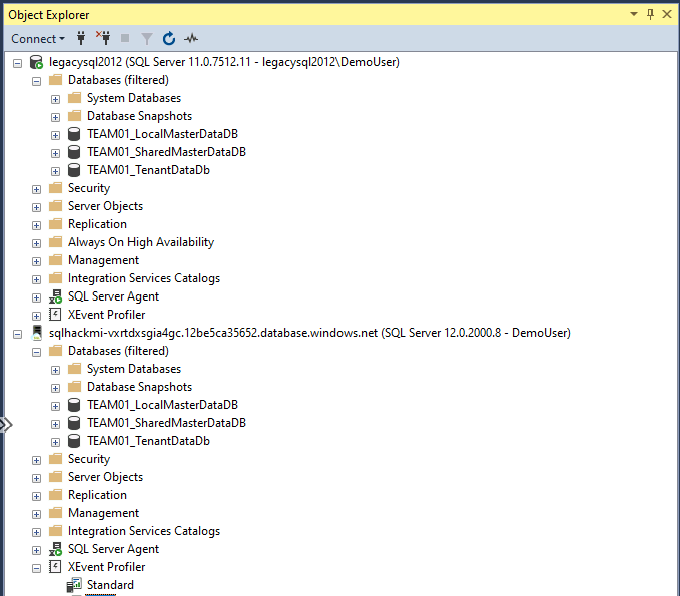 Object Explorer
Connect
legacysql2012 (SQL Server 11.0.7512.11 - legacysql2012\DemoUser)
Databases (filtered)
System Databases
Database Snapshots
TEAM01_LocalMasterDataDB
TEAM01_SharedMasterDataDB
TEAM01_TenantDataDb
Security
Server Objects
Replication
Always On High Availability
Management
Integration Services Catalogs
SQL Server Agent
XEvent Profiler
sqlhackmi-vxrtdxsgia4gc.12be5ca35652.database.windows.net (SQL Server 12.0.2000.8 - DemoUser)
Databases (filtered)
System Databases
Database Snapshots
TEAM01_LocalMasterDataDB
TEAM01_SharedMasterDataDB
TEAM01_TenantDataDb
Security
Server Objects
Replication
Management
Integration Services Catalogs
SQL Server Agent
XEvent Profiler
Standard